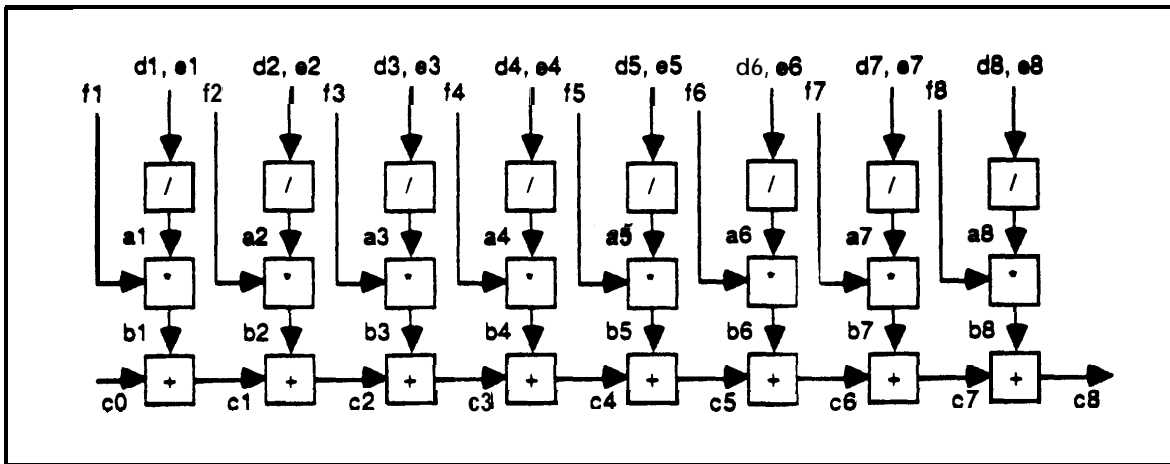 d1, e1 d2, e2 d3, e3 d4, e4 d5, e5 d6, e6 d7, e7 d8, e8
f1 f2 f3 f4 f5 f6 f7 f8
/ / / / / / / /
a1 a2 a3 a4 a5 a6 a7 a8
* * * * * * * *
b1 b2 b3 b4 b5 b6 b7 b8
+ + + + + + + +
c0 c1 c2 c3 c4 c5 c6 c7 c8